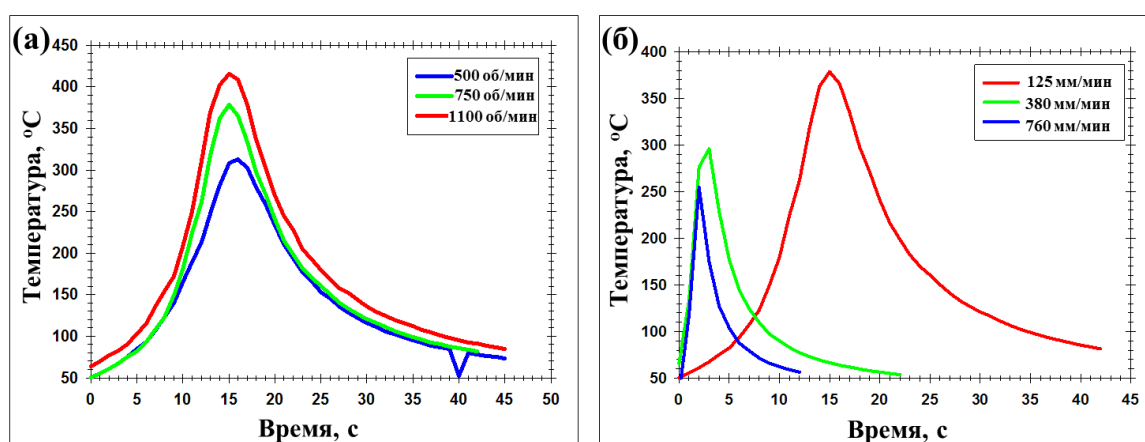 (а)
Температура, °С
450
400
350
300
250
200
150
100
50
0 5 10 15 20 25 30 35 40 45 50
Время, с
500 об/мин
750 об/мин
1100 об/мин
(б)
Температура, °С
400
350
300
250
200
150
100
50
0 5 10 15 20 25 30 35 40 45
Время, с
125 мм/мин
380 мм/мин
760 мм/мин